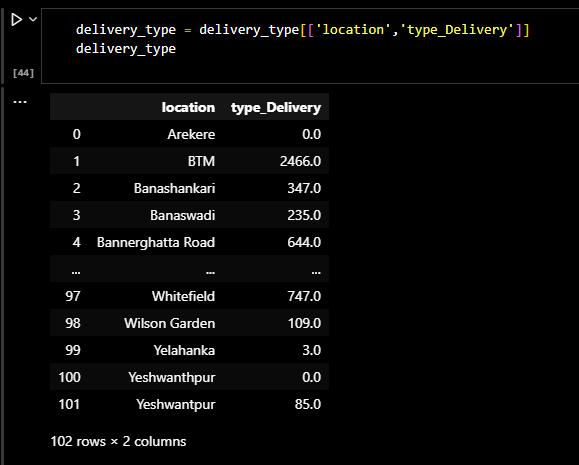 delivery_type = delivery_type[['location','type_Delivery']]
delivery_type
[44]
...
location type_Delivery
0 Arekere 0.0
1 BTM 2466.0
2 Banashankari 347.0
3 Banaswadi 235.0
4 Bannerghatta Road 644.0
... ... ...
97 Whitefield 747.0
98 Wilson Garden 109.0
99 Yelahanka 3.0
100 Yeshwanthpur 0.0
101 Yeshwantpur 85.0
102 rows × 2 columns